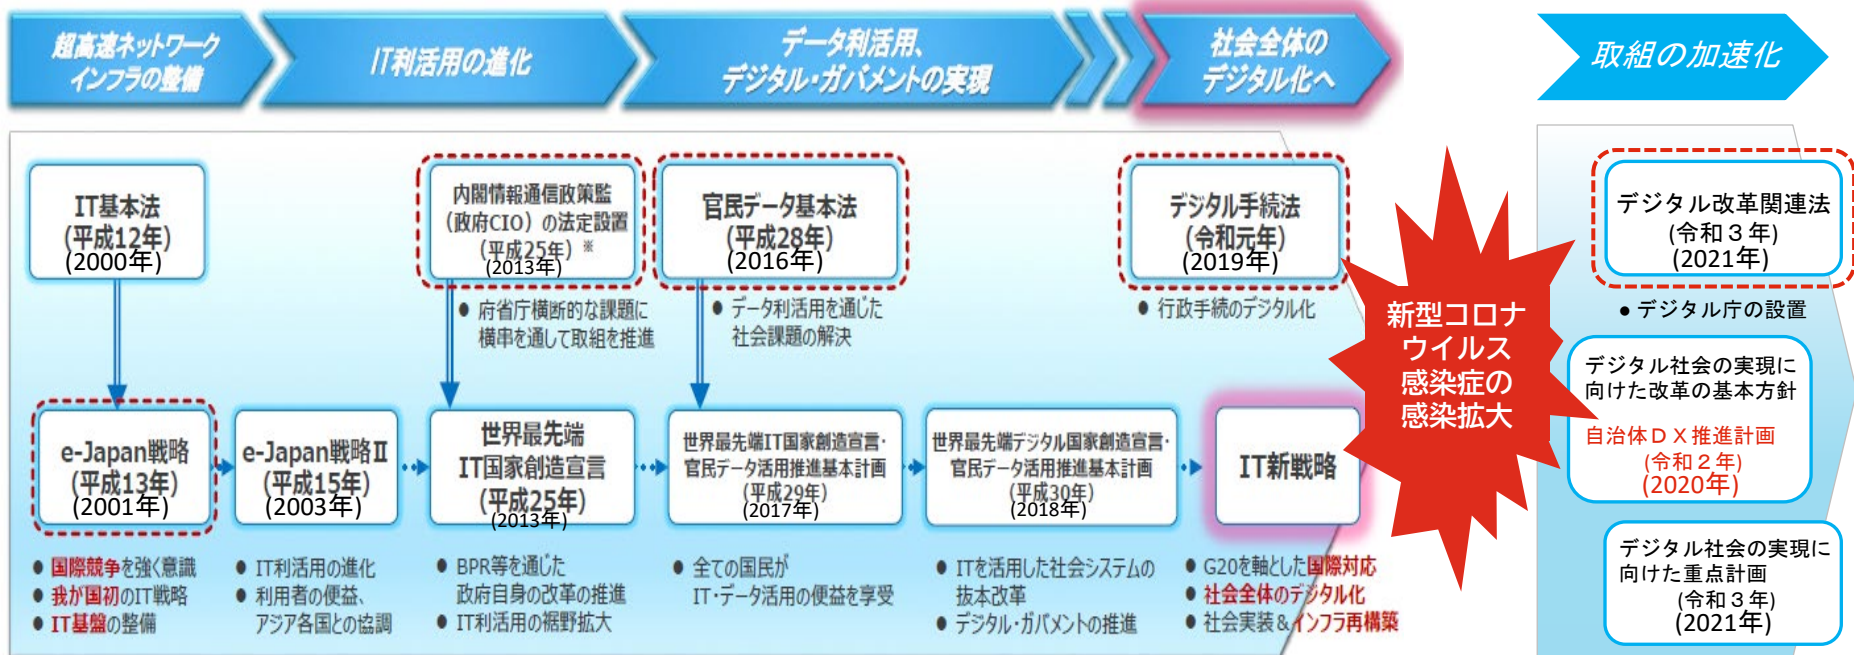 超高速ネットワーク
インフラの整備
IT利活用の進化
データ利活用、
デジタル・ガバメントの実現
社会全体の
デジタル化へ
取組の加速化
IT基本法
(平成12年)
(2000年)
内閣情報通信政策監
(政府CIO)の法定設置
(平成25年)※
(2013年)
官民データ基本法
(平成28年)
(2016年)
デジタル手続法
(令和元年)
(2019年)
● 府省庁横断的な課題に
横串を通して取組を推進
● データ利活用を通じた
社会課題の解決
● 行政手続のデジタル化
e-Japan戦略
(平成13年)
(2001年)
e-Japan戦略Ⅱ
(平成15年)
(2003年)
世界最先端
IT国家創造宣言
(平成25年)
(2013年)
世界最先端IT国家創造宣言・
官民データ活用推進基本計画
(平成29年)
(2017年)
世界最先端デジタル国家創造宣言・
官民データ活用推進基本計画
(平成30年)
(2018年)
IT新戦略
● 国際競争を強く意識
● 我が国初のIT戦略
● IT基盤の整備
● IT利活用の進化
● 利用者の便益、
アジア各国との協調
● BPR等を通じた
政府自身の改革の推進
● IT利活用の裾野拡大
● 全ての国民が
IT・データ活用の便益を享受
● ITを活用した社会システムの
抜本改革
● デジタル・ガバメントの推進
● G20を軸とした国際対応
● 社会全体のデジタル化
● 社会実装&インフラ再構築
新型コロナ
ウイルス
感染症の
感染拡大
デジタル改革関連法
(令和3年)
(2021年)
● デジタル庁の設置
デジタル社会の実現に
向けた改革の基本方針
自治体DX推進計画
(令和2年)
(2020年)
デジタル社会の実現に
向けた重点計画
(令和3年)
(2021年)